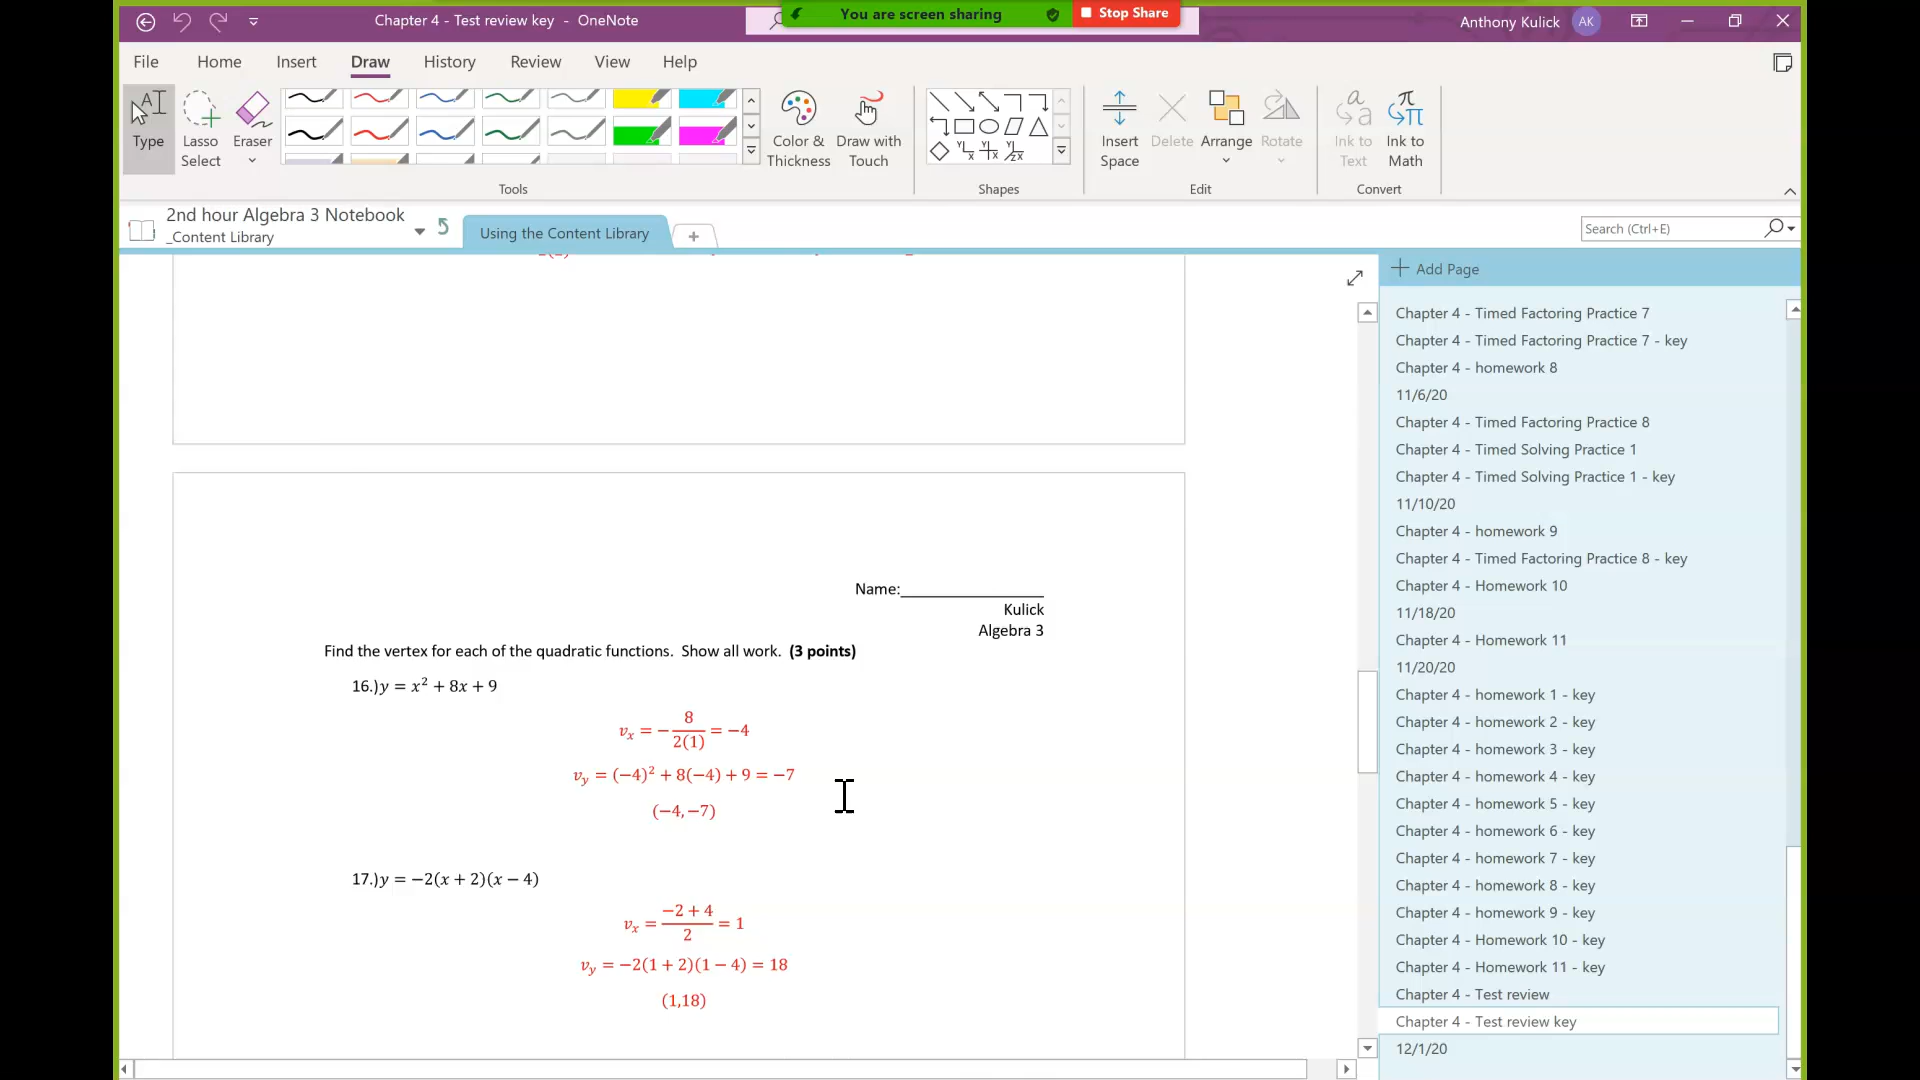 Chapter 4 - Test review key - OneNote
You are screen sharing
Stop Share
Anthony Kulick
AK
File Home Insert Draw History Review View Help
Type
Lasso Select
Eraser
Color & Thickness
Draw with Touch
Insert Space
Delete
Arrange
Rotate
Ink to Text
Ink to Math
Tools
Shapes
Edit
Convert
2nd hour Algebra 3 Notebook
_Content Library
Using the Content Library
Search (Ctrl+E)
Add Page
Chapter 4 - Timed Factoring Practice 7
Chapter 4 - Timed Factoring Practice 7 - key
Chapter 4 - homework 8
11/6/20
Chapter 4 - Timed Factoring Practice 8
Chapter 4 - Timed Solving Practice 1
Chapter 4 - Timed Solving Practice 1 - key
11/10/20
Chapter 4 - homework 9
Chapter 4 - Timed Factoring Practice 8 - key
Chapter 4 - Homework 10
11/18/20
Chapter 4 - Homework 11
11/20/20
Chapter 4 - homework 1 - key
Chapter 4 - homework 2 - key
Chapter 4 - homework 3 - key
Chapter 4 - homework 4 - key
Chapter 4 - homework 5 - key
Chapter 4 - homework 6 - key
Chapter 4 - homework 7 - key
Chapter 4 - homework 8 - key
Chapter 4 - homework 9 - key
Chapter 4 - Homework 10 - key
Chapter 4 - Homework 11 - key
Chapter 4 - Test review
Chapter 4 - Test review key
12/1/20
Name:_________________
Kulick
Algebra 3
Find the vertex for each of the quadratic functions. Show all work. (3 points)
16.)y = x² + 8x + 9
vₓ = −8/2(1) = −4
v_y = (−4)² + 8(−4) + 9 = −7
(−4, −7)
17.)y = −2(x + 2)(x − 4)
vₓ = (−2 + 4)/2 = 1
v_y = −2(1 + 2)(1 − 4) = 18
(1,18)